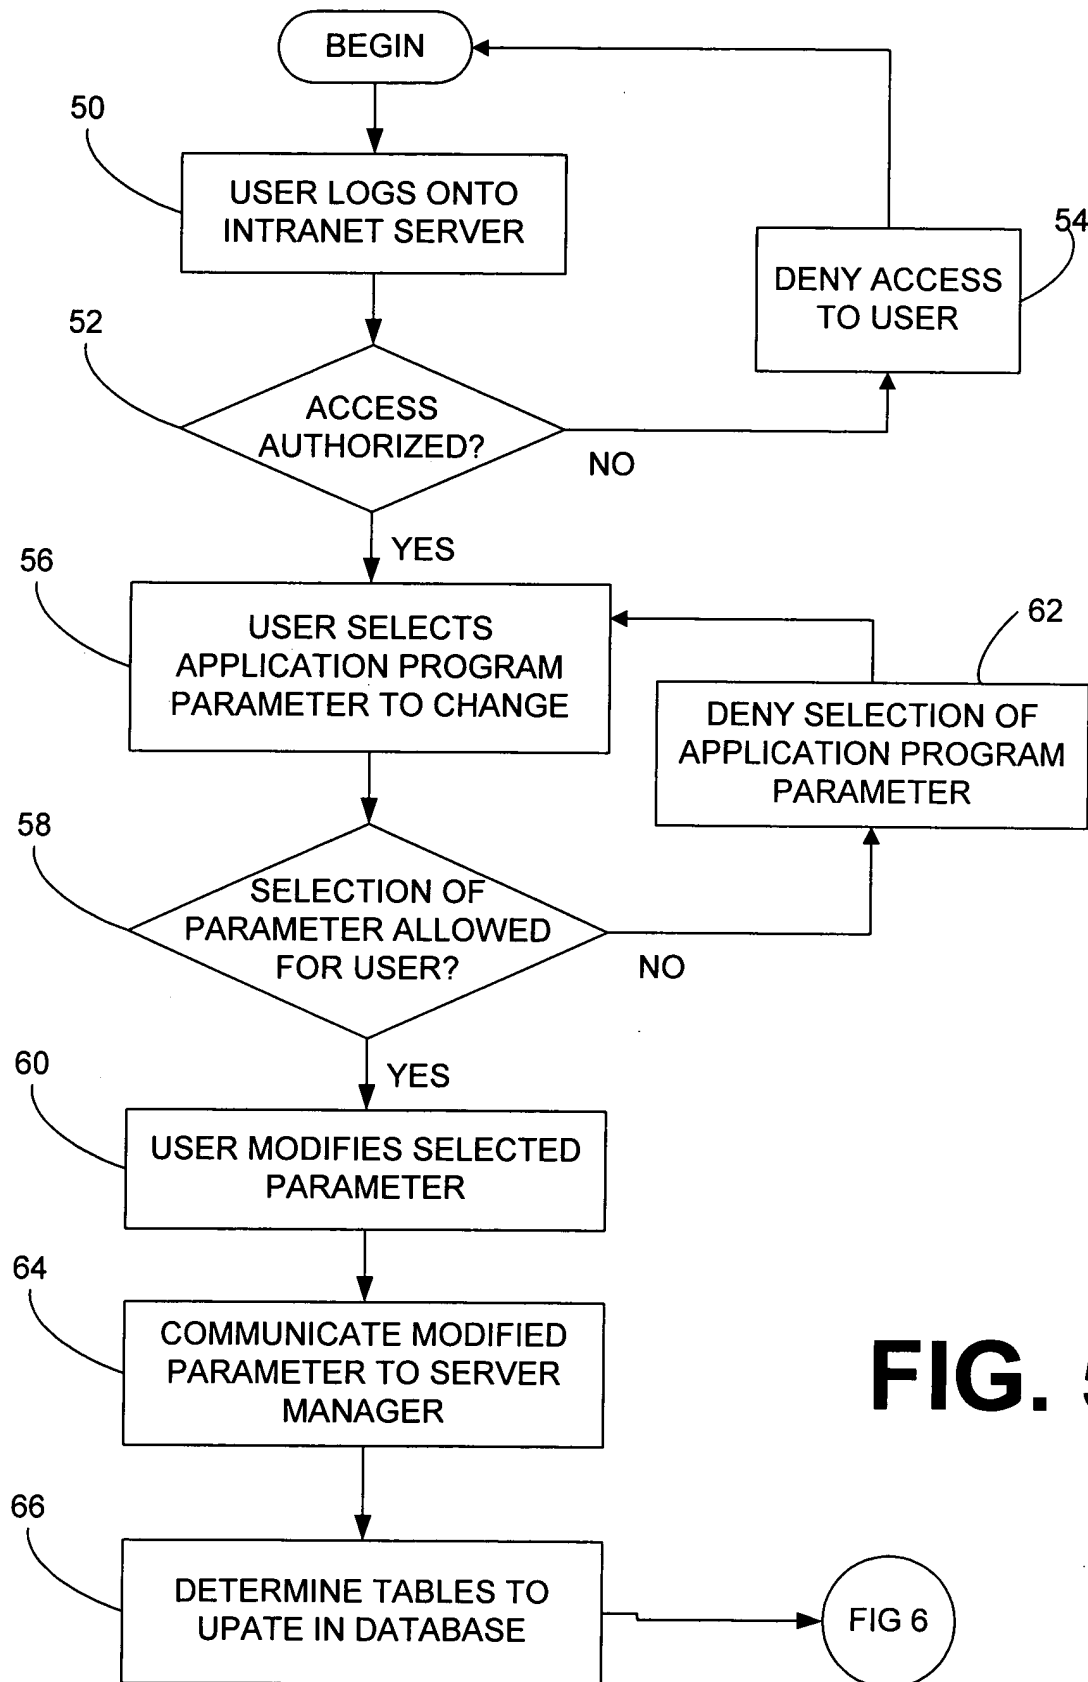 BEGIN
50
USER LOGS ONTO
INTRANET SERVER
54
DENY ACCESS
TO USER
52
ACCESS
AUTHORIZED?
NO
YES
56
USER SELECTS
APPLICATION PROGRAM
PARAMETER TO CHANGE
62
DENY SELECTION OF
APPLICATION PROGRAM
PARAMETER
58
SELECTION OF
PARAMETER ALLOWED
FOR USER?
NO
YES
60
USER MODIFIES SELECTED
PARAMETER
64
COMMUNICATE MODIFIED
PARAMETER TO SERVER
MANAGER
FIG. 5
66
DETERMINE TABLES TO
UPATE IN DATABASE
FIG 6